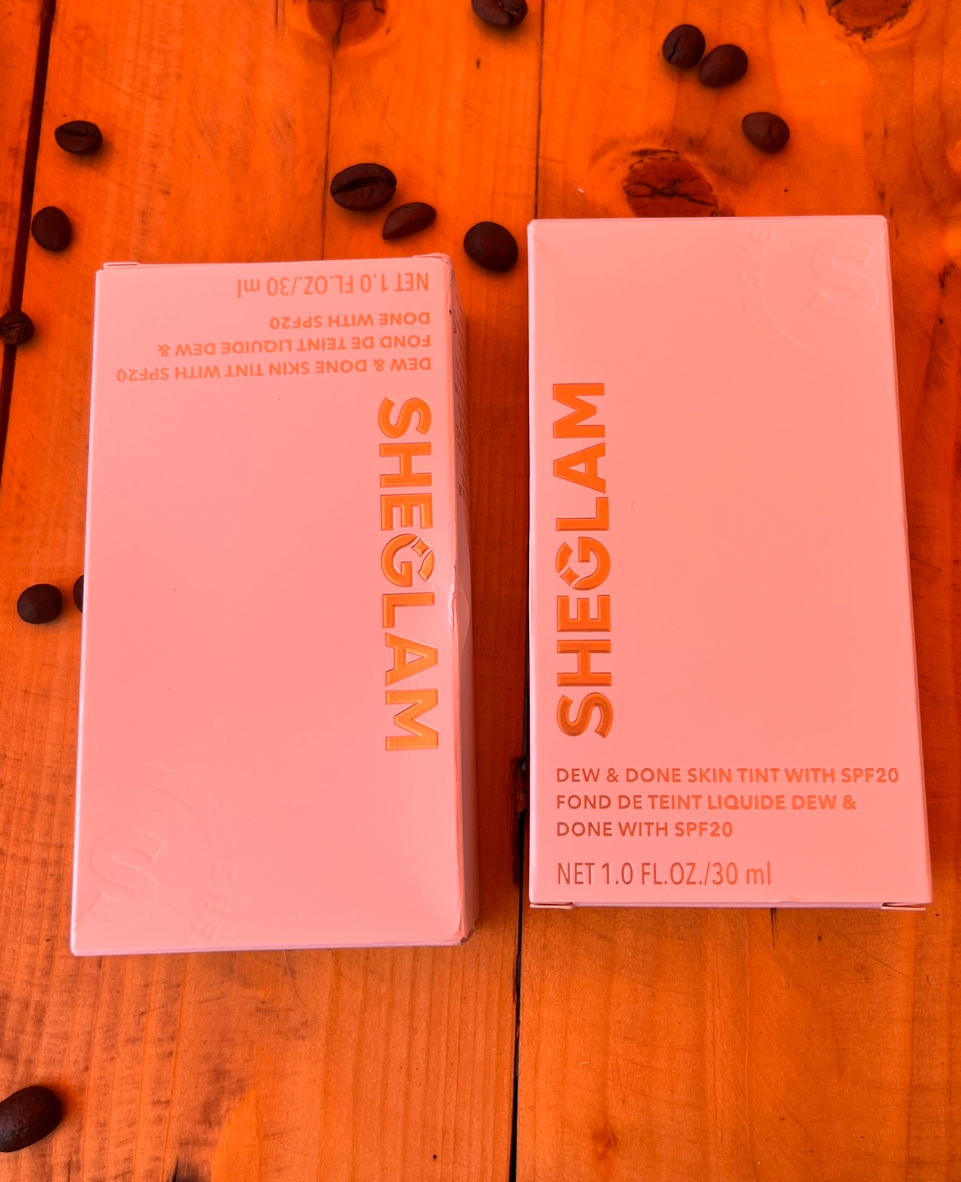 NET 1.0 FL.OZ./30 ml
DONE WITH SPF20
FOND DE TEINT LIQUIDE DEW &
DEW & DONE SKIN TINT WITH SPF20
SHEGLAM
S
SHE
SHE
S
SHEGLAM
DEW & DONE SKIN TINT WITH SPF20
FOND DE TEINT LIQUIDE DEW &
DONE WITH SPF20
NET 1.0 FL.OZ./30 ml